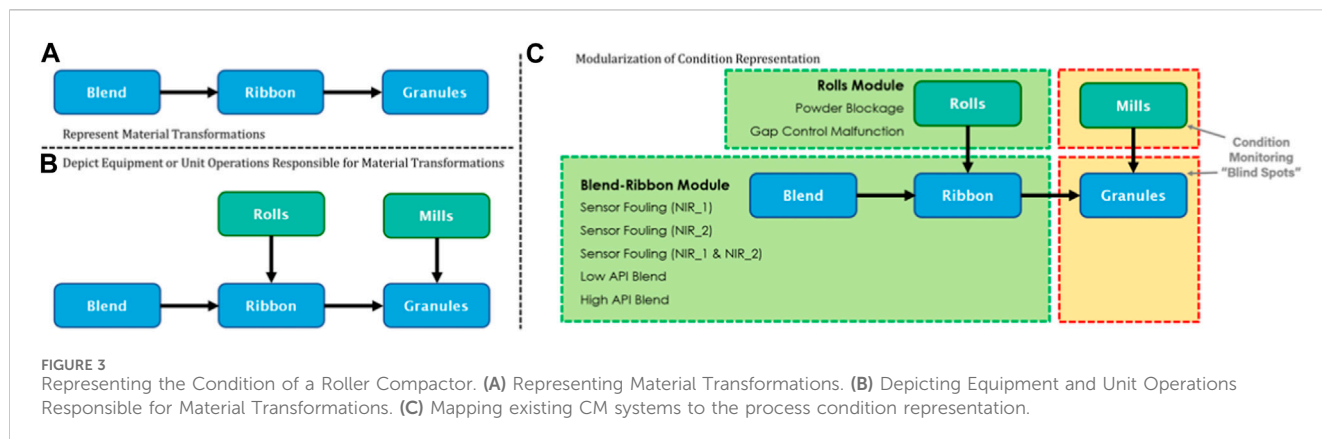 A
Blend
Ribbon
Granules
Represent Material Transformations
B
Depict Equipment or Unit Operations Responsible for Material Transformations
Rolls
Mills
Blend
Ribbon
Granules
C
Modularization of Condition Representation
Rolls Module
Powder Blockage
Gap Control Malfunction
Rolls
Mills
Condition
Monitoring
"Blind Spots"
Blend-Ribbon Module
Sensor Fouling (NIR_1)
Sensor Fouling (NIR_2)
Sensor Fouling (NIR_1 & NIR_2)
Low API Blend
High API Blend
Blend
Ribbon
Granules
FIGURE 3
Representing the Condition of a Roller Compactor. (A) Representing Material Transformations. (B) Depicting Equipment and Unit Operations
Responsible for Material Transformations. (C) Mapping existing CM systems to the process condition representation.